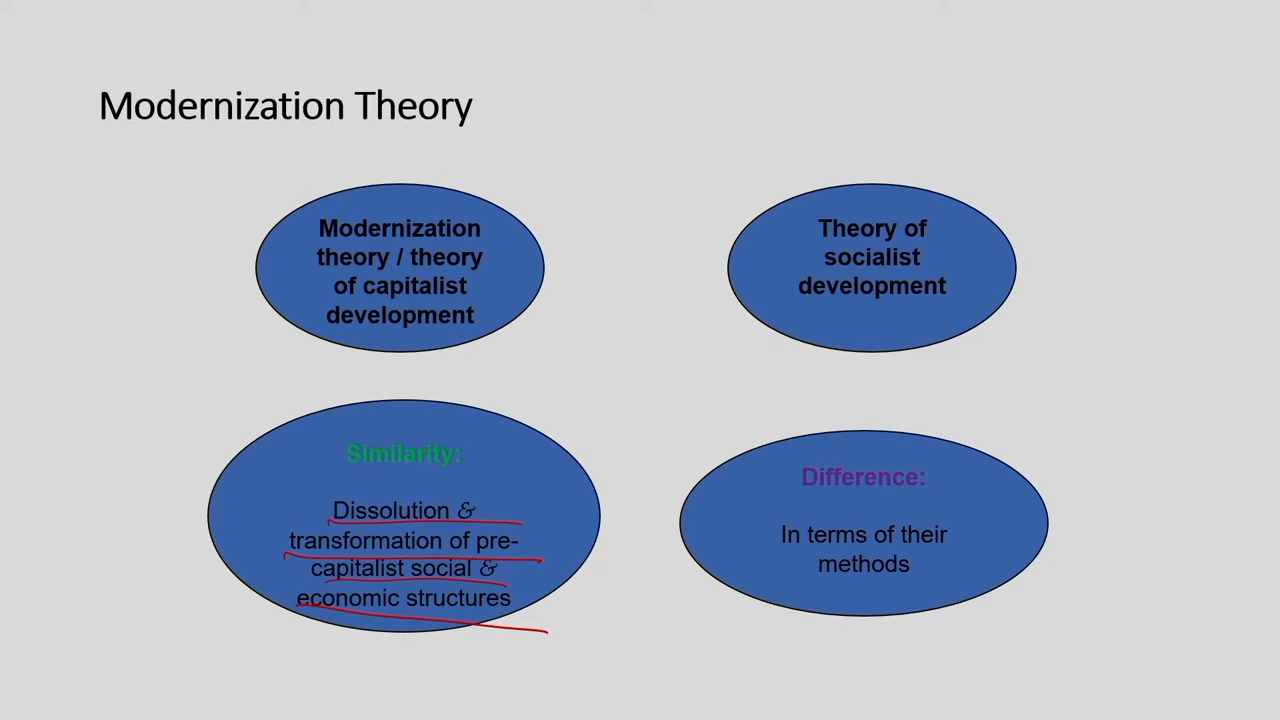 Modernization Theory
Modernization
theory / theory
of capitalist
development
Theory of
socialist
development
Similarity:
Dissolution &
transformation of pre-
capitalist social &
economic structures
Difference:
In terms of their
methods